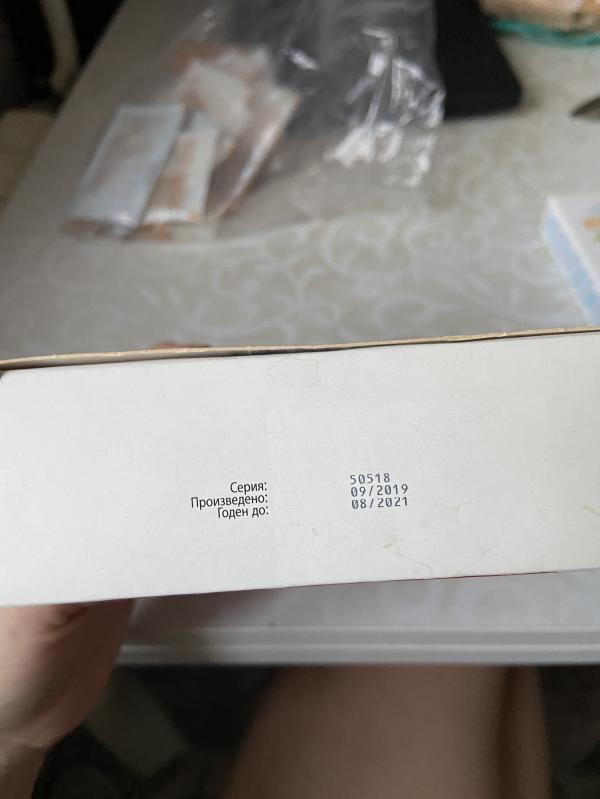 Серия: 50518
Произведено: 09/2019
Годен до: 08/2021